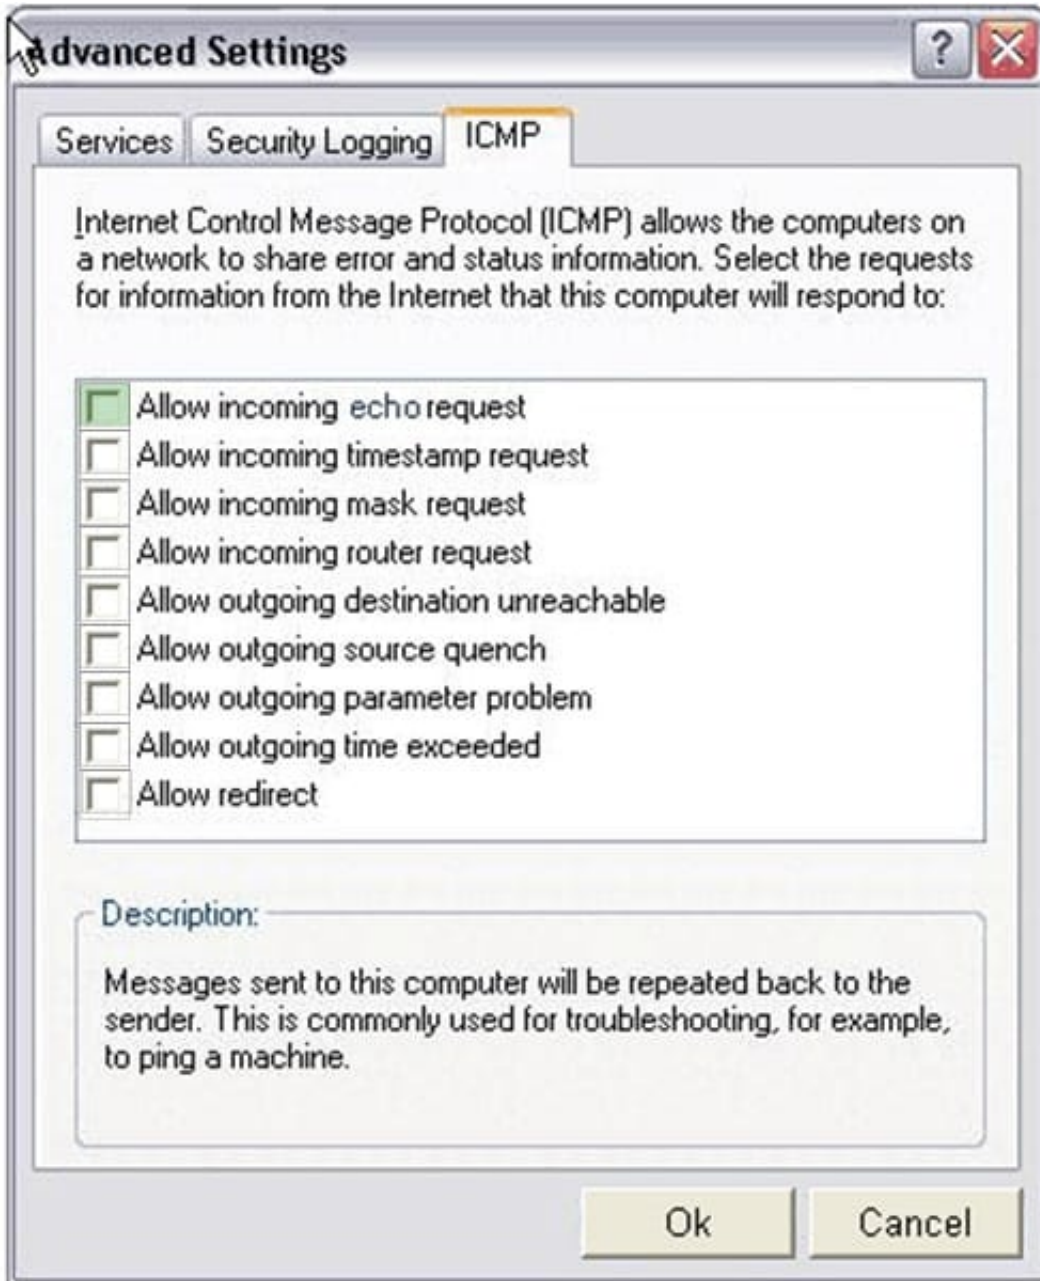 Advanced Settings
Services Security Logging ICMP
Internet Control Message Protocol (ICMP) allows the computers on
a network to share error and status information. Select the requests
for information from the Internet that this computer will respond to:
Allow incoming echo request
Allow incoming timestamp request
Allow incoming mask request
Allow incoming router request
Allow outgoing destination unreachable
Allow outgoing source quench
Allow outgoing parameter problem
Allow outgoing time exceeded
Allow redirect
Description:
Messages sent to this computer will be repeated back to the
sender. This is commonly used for troubleshooting, for example,
to ping a machine.
Ok Cancel